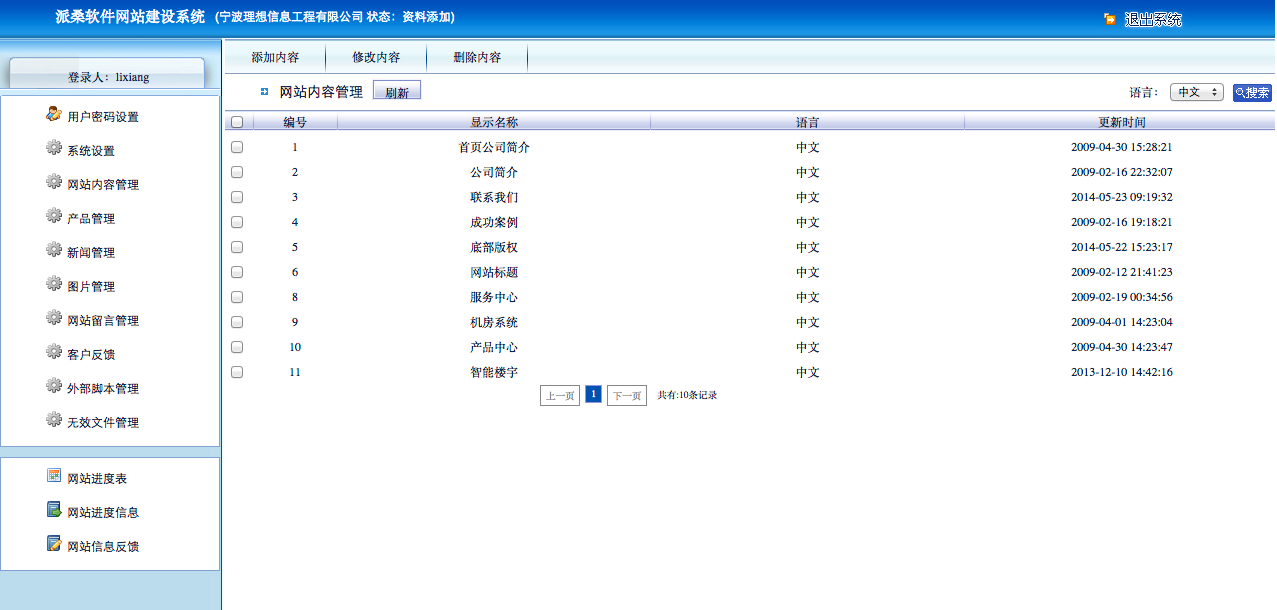 派桑软件网站建设系统 (宁波理想信息工程有限公司 状态：资料添加)
退出系统
登录人：lixiang
用户密码设置
系统设置
网站内容管理
产品管理
新闻管理
图片管理
网站留言管理
客户反馈
外部脚本管理
无效文件管理
网站进度表
网站进度信息
网站信息反馈
添加内容 修改内容 删除内容
网站内容管理 刷新 语言： 中文 搜索
编号 显示名称 语言 更新时间
1 首页公司简介 中文 2009-04-30 15:28:21
2 公司简介 中文 2009-02-16 22:32:07
3 联系我们 中文 2014-05-23 09:19:32
4 成功案例 中文 2009-02-16 19:18:21
5 底部版权 中文 2014-05-22 15:23:17
6 网站标题 中文 2009-02-12 21:41:23
8 服务中心 中文 2009-02-19 00:34:56
9 机房系统 中文 2009-04-01 14:23:04
10 产品中心 中文 2009-04-30 14:23:47
11 智能楼宇 中文 2013-12-10 14:42:16
上一页 1 下一页 共有:10条记录